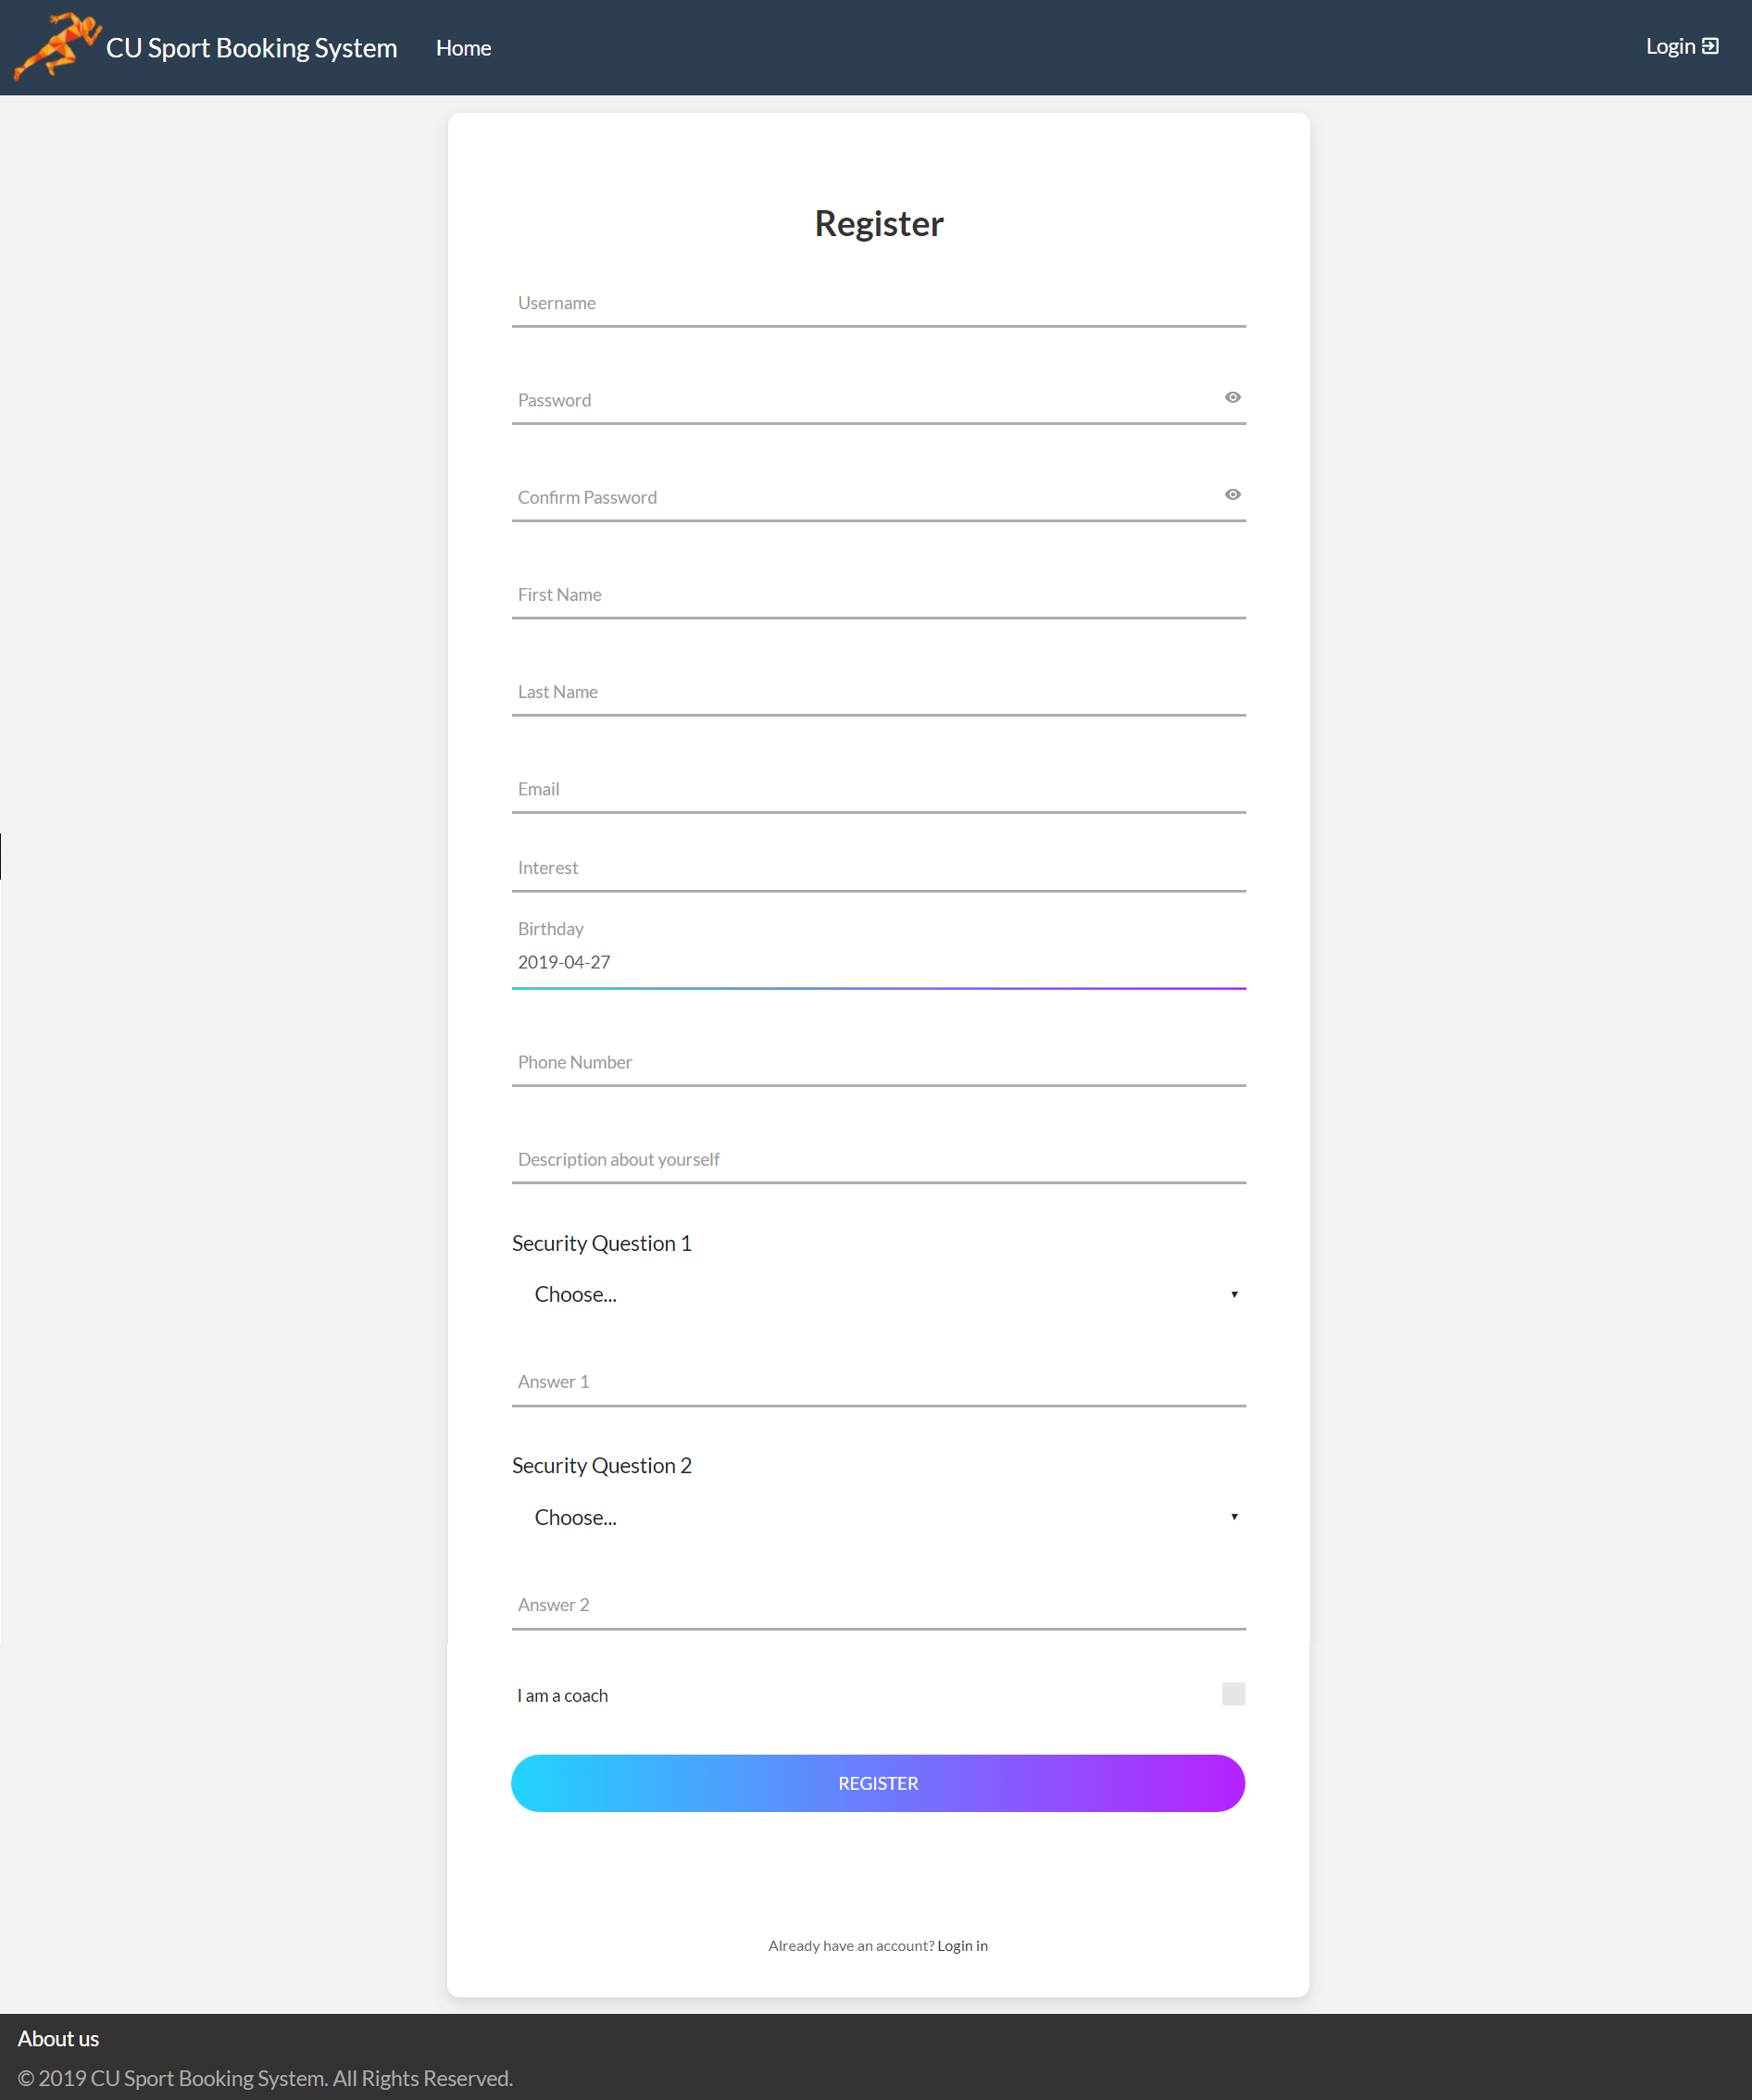 CU Sport Booking System Home Login
Register
Username
Password
Confirm Password
First Name
Last Name
Email
Interest
Birthday
2019-04-27
Phone Number
Description about yourself
Security Question 1
Choose...
Answer 1
Security Question 2
Choose...
Answer 2
I am a coach
REGISTER
Already have an account? Login in
About us
© 2019 CU Sport Booking System. All Rights Reserved.